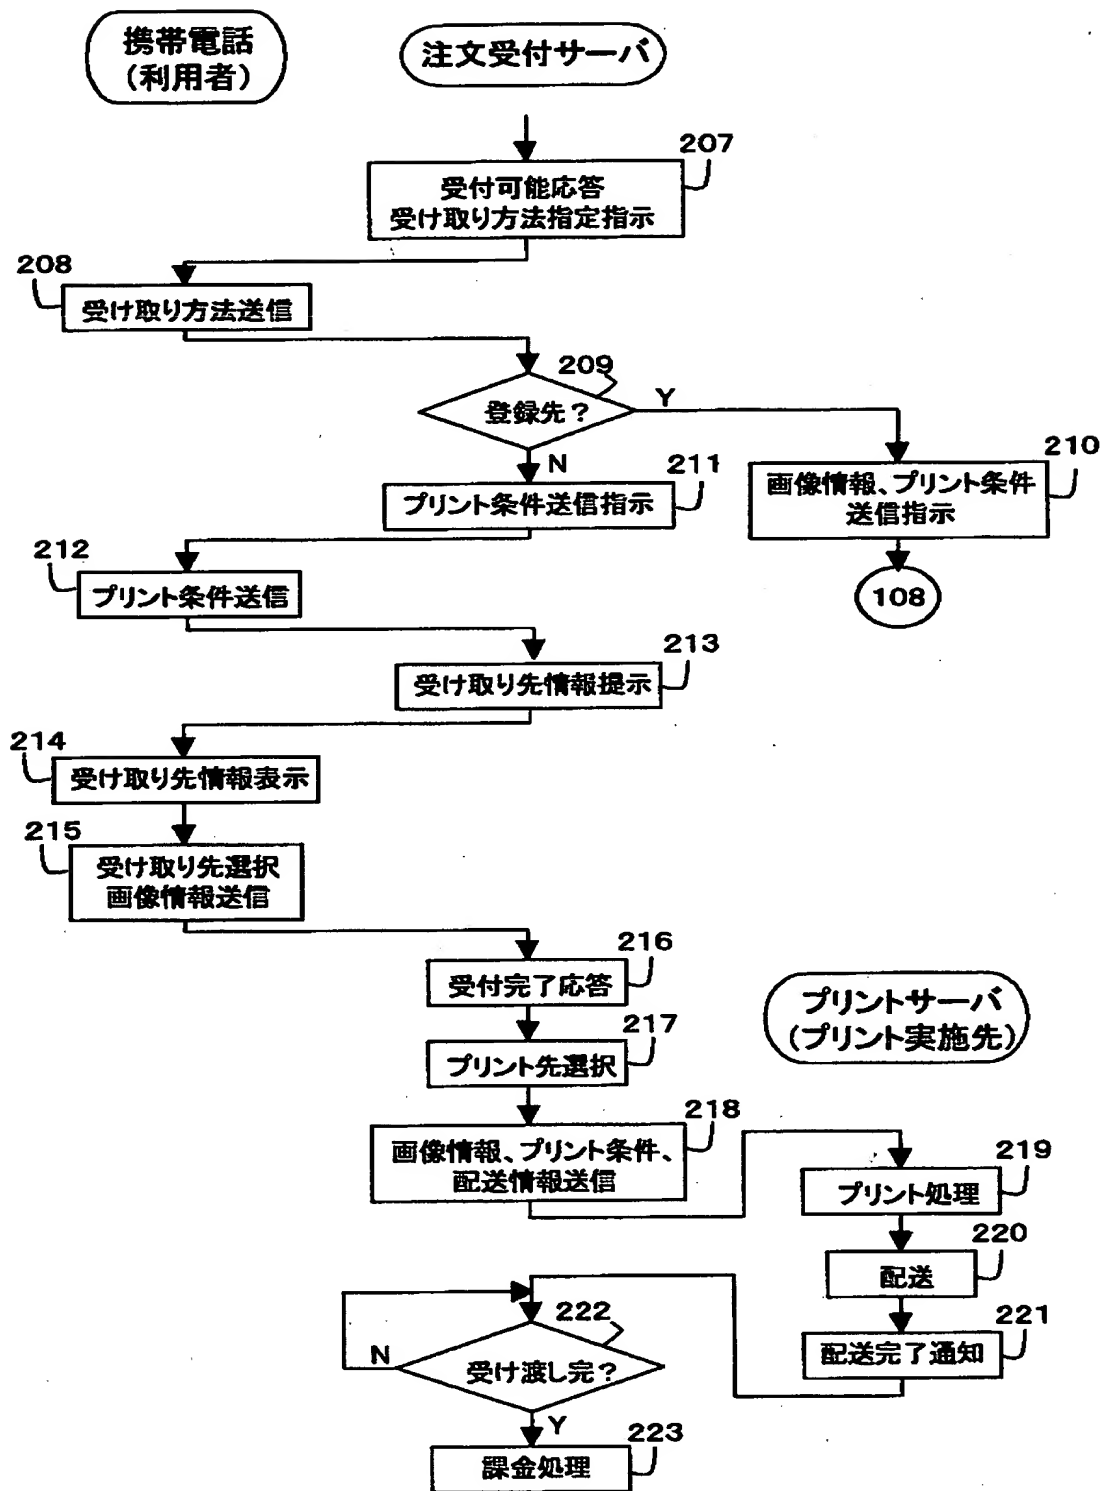 携帯電話
(利用者)
注文受付サーバ
207
受付可能応答
受け取り方法指定指示
208
受け取り方法送信
209
登録先?
Y
N
210
画像情報、プリント条件
送信指示
108
211
プリント条件送信指示
212
プリント条件送信
213
受け取り先情報提示
214
受け取り先情報表示
215
受け取り先選択
画像情報送信
216
受付完了応答
プリントサーバ
(プリント実施先)
217
プリント先選択
218
画像情報、プリント条件、
配送情報送信
219
プリント処理
220
配送
221
配送完了通知
222
受け渡し完?
N
Y
223
課金処理